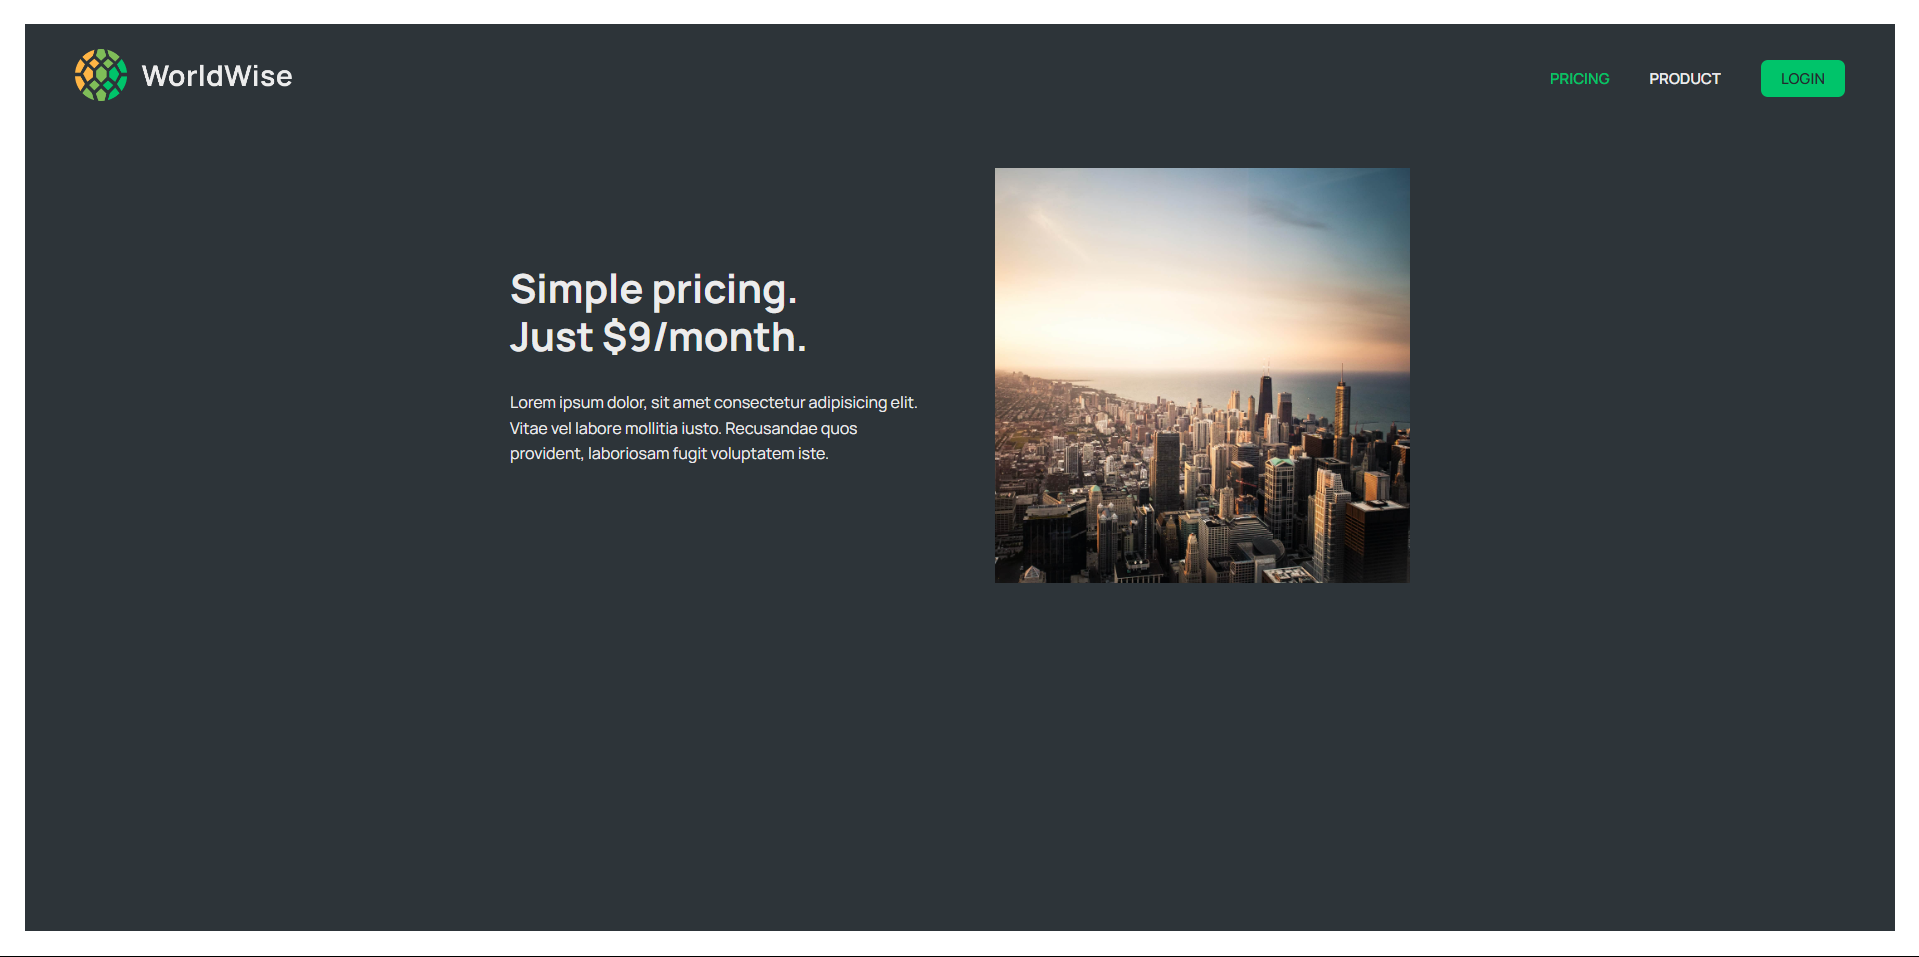 WorldWise
PRICING
PRODUCT
LOGIN
Simple pricing.
Just $9/month.
Lorem ipsum dolor, sit amet consectetur adipisicing elit.
Vitae vel labore mollitia iusto. Recusandae quos
provident, laboriosam fugit voluptatem iste.